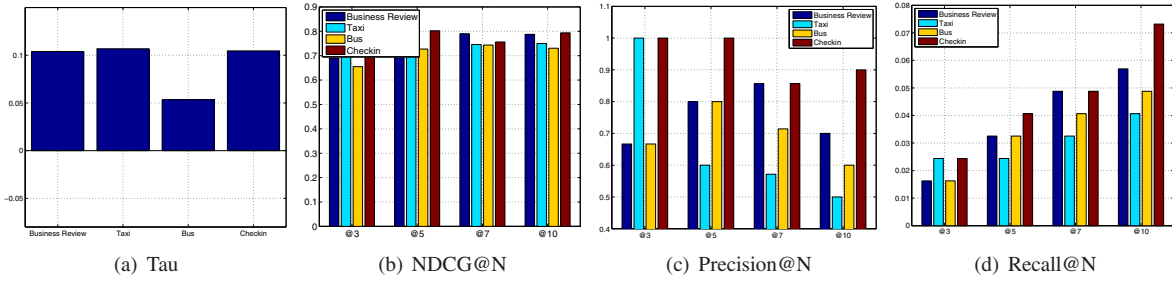 0.1
0.05
0
−0.05
Business Review
Taxi
Bus
Checkin
(a) Tau
0.9
0.8
0.7
0.6
0.5
0.4
0.3
0.2
0.1
0
Business Review
Taxi
Bus
Checkin
@3
@5
@7
@10
(b) NDCG@N
1.1
1
0.9
0.8
0.7
0.6
0.5
0.4
Business Review
Taxi
Bus
Checkin
@3
@5
@7
@10
(c) Precision@N
0.08
0.07
0.06
0.05
0.04
0.03
0.02
0.01
0
Business Review
Taxi
Bus
Checkin
@3
@5
@7
@10
(d) Recall@N